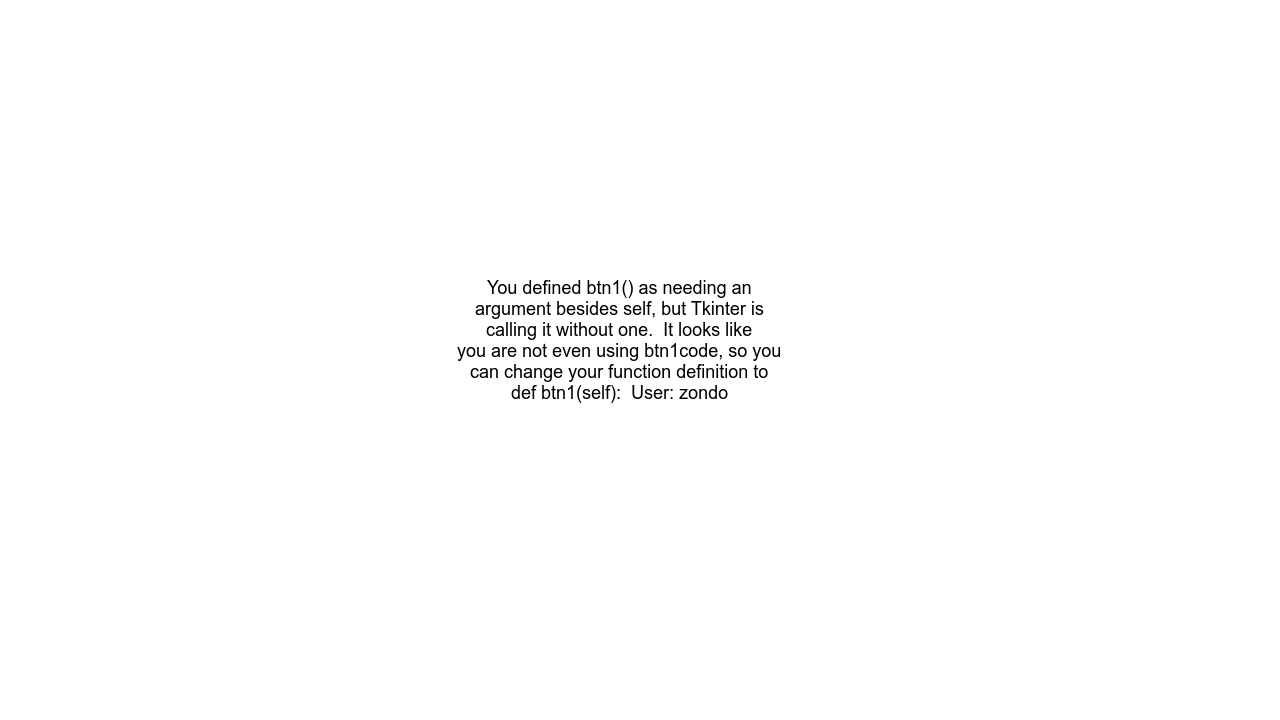 You defined btn1() as needing an
argument besides self, but Tkinter is
calling it without one.  It looks like
you are not even using btn1code, so you
can change your function definition to
def btn1(self):  User: zondo